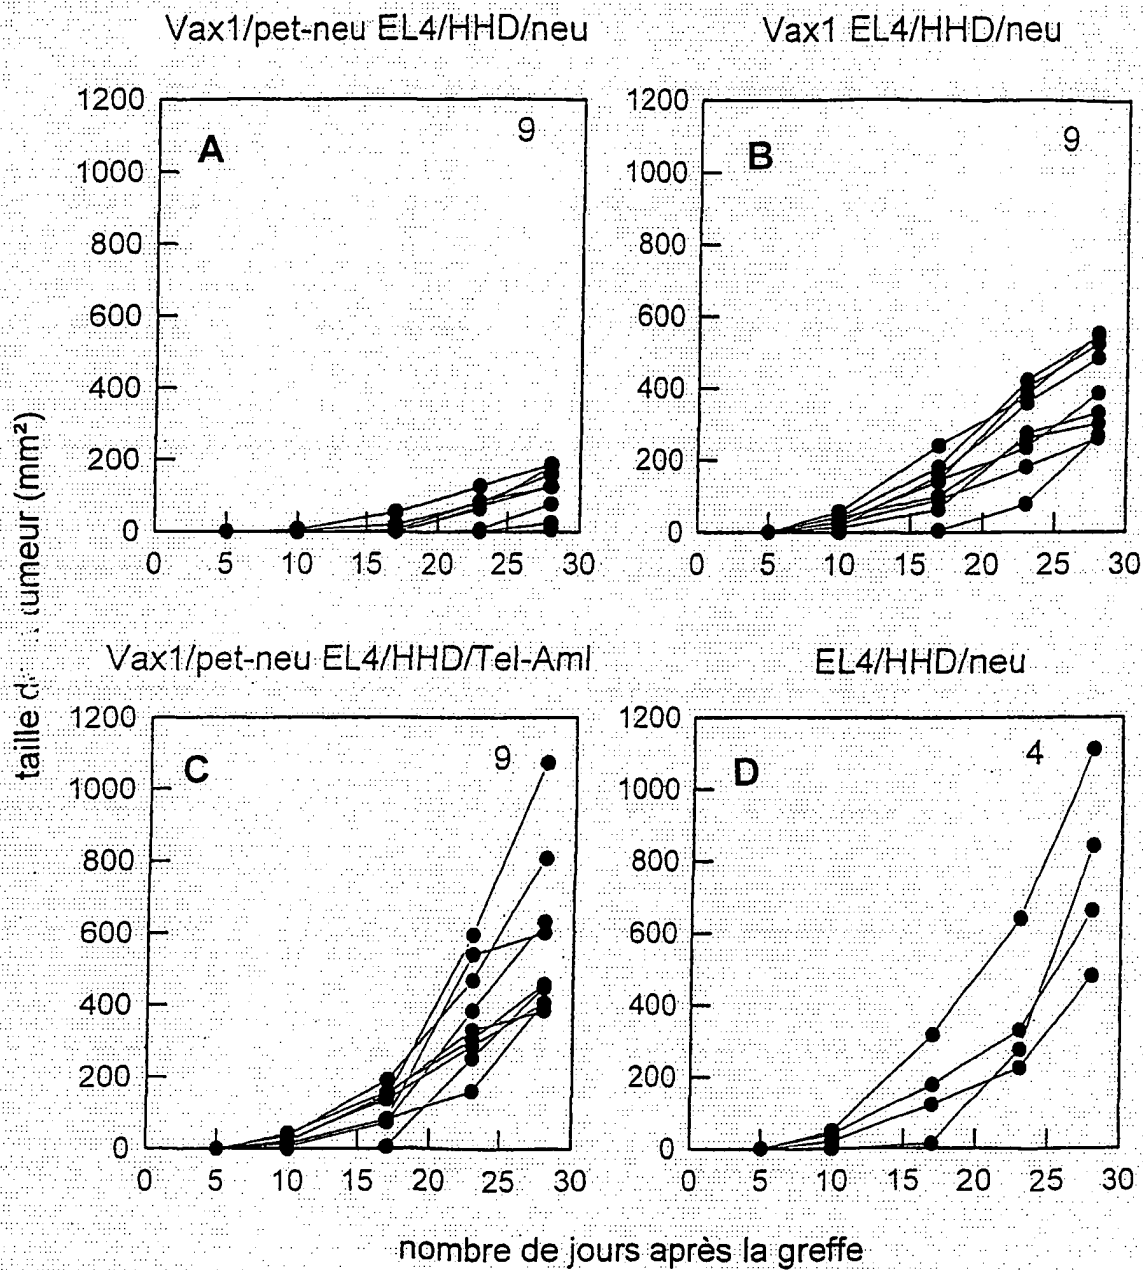 Vax1/pet-neu EL4/HHD/neu
Vax1 EL4/HHD/neu
1200
1000
800
600
400
200
0
A
9
0 5 10 15 20 25 30
1200
1000
800
600
400
200
0
B
9
0 5 10 15 20 25 30
Vax1/pet-neu EL4/HHD/Tel-Aml
EL4/HHD/neu
1200
1000
800
600
400
200
0
C
9
0 5 10 15 20 25 30
1200
1000
800
600
400
200
0
D
4
0 5 10 15 20 25 30
taille tumeur (mm²)
nombre de jours après la greffe